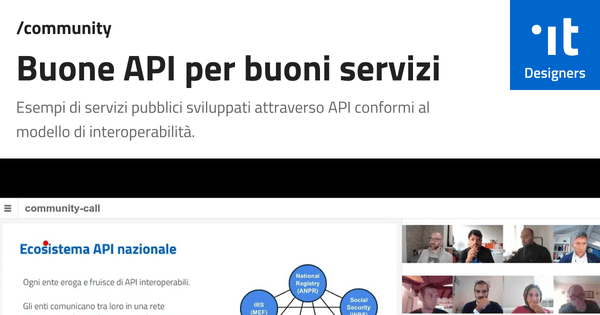 /community
Buone API per buoni servizi
Esempi di servizi pubblici sviluppati attraverso API conformi al
modello di interoperabilità.
it
Designers
community-call
Ecosistema API nazionale
Ogni ente eroga e fruisce di API interoperabili.
Gli enti comunicano tra loro in una rete
National
Registry
(ANPR)
IRS
(MEF)
Social
Security